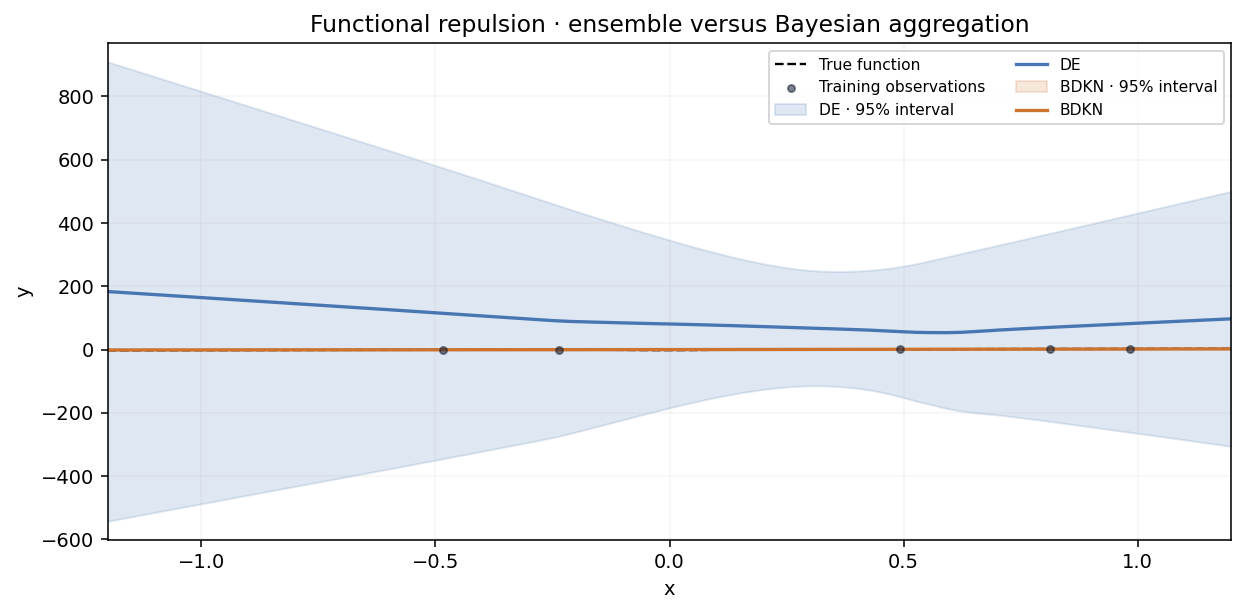 Functional repulsion · ensemble versus Bayesian aggregation
True function
Training observations
DE · 95% interval
DE
BDKN · 95% interval
BDKN
800
600
400
200
0
−200
−400
−600
y
−1.0
−0.5
0.0
0.5
1.0
x